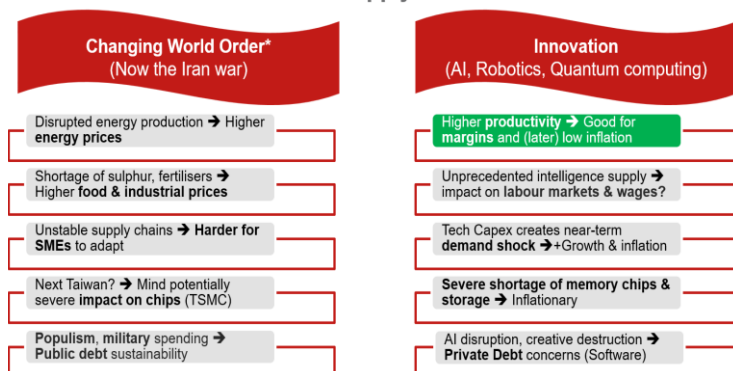 Changing World Order*
(Now the Iran war)
Disrupted energy production ➔ Higher
energy prices
Shortage of sulphur, fertilisers ➔
Higher food & industrial prices
Unstable supply chains ➔ Harder for
SMEs to adapt
Next Taiwan? ➔ Mind potentially
severe impact on chips (TSMC)
Populism, military spending ➔
Public debt sustainability
Innovation
(AI, Robotics, Quantum computing)
Higher productivity ➔ Good for
margins and (later) low inflation
Unprecedented intelligence supply ➔
impact on labour markets & wages?
Tech Capex creates near-term
demand shock ➔+Growth & inflation
Severe shortage of memory chips &
storage ➔ Inflationary
AI disruption, creative destruction ➔
Private Debt concerns (Software)